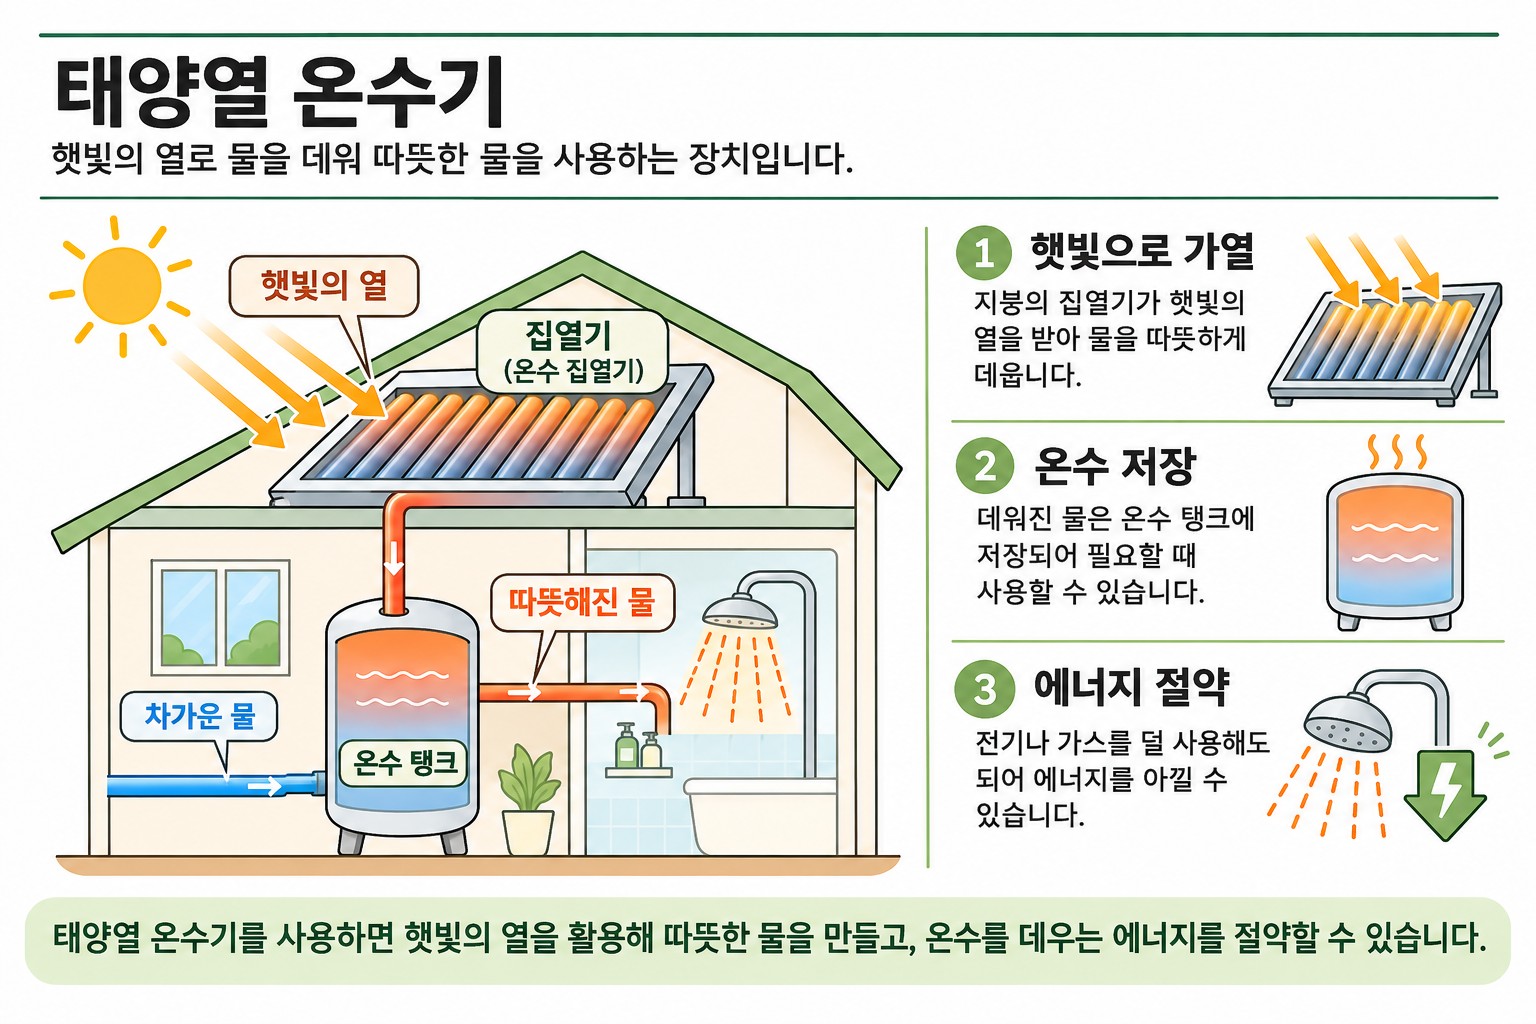 태양열 온수기
햇빛의 열로 물을 데워 따뜻한 물을 사용하는 장치입니다.
햇빛의 열
집열기
(온수 집열기)
따뜻해진 물
차가운 물
온수 탱크
1 햇빛으로 가열
지붕의 집열기가 햇빛의
열을 받아 물을 따뜻하게
데웁니다.
2 온수 저장
데워진 물은 온수 탱크에
저장되어 필요할 때
사용할 수 있습니다.
3 에너지 절약
전기나 가스를 덜 사용해도
되어 에너지를 아낄 수
있습니다.
태양열 온수기를 사용하면 햇빛의 열을 활용해 따뜻한 물을 만들고, 온수를 데우는 에너지를 절약할 수 있습니다.